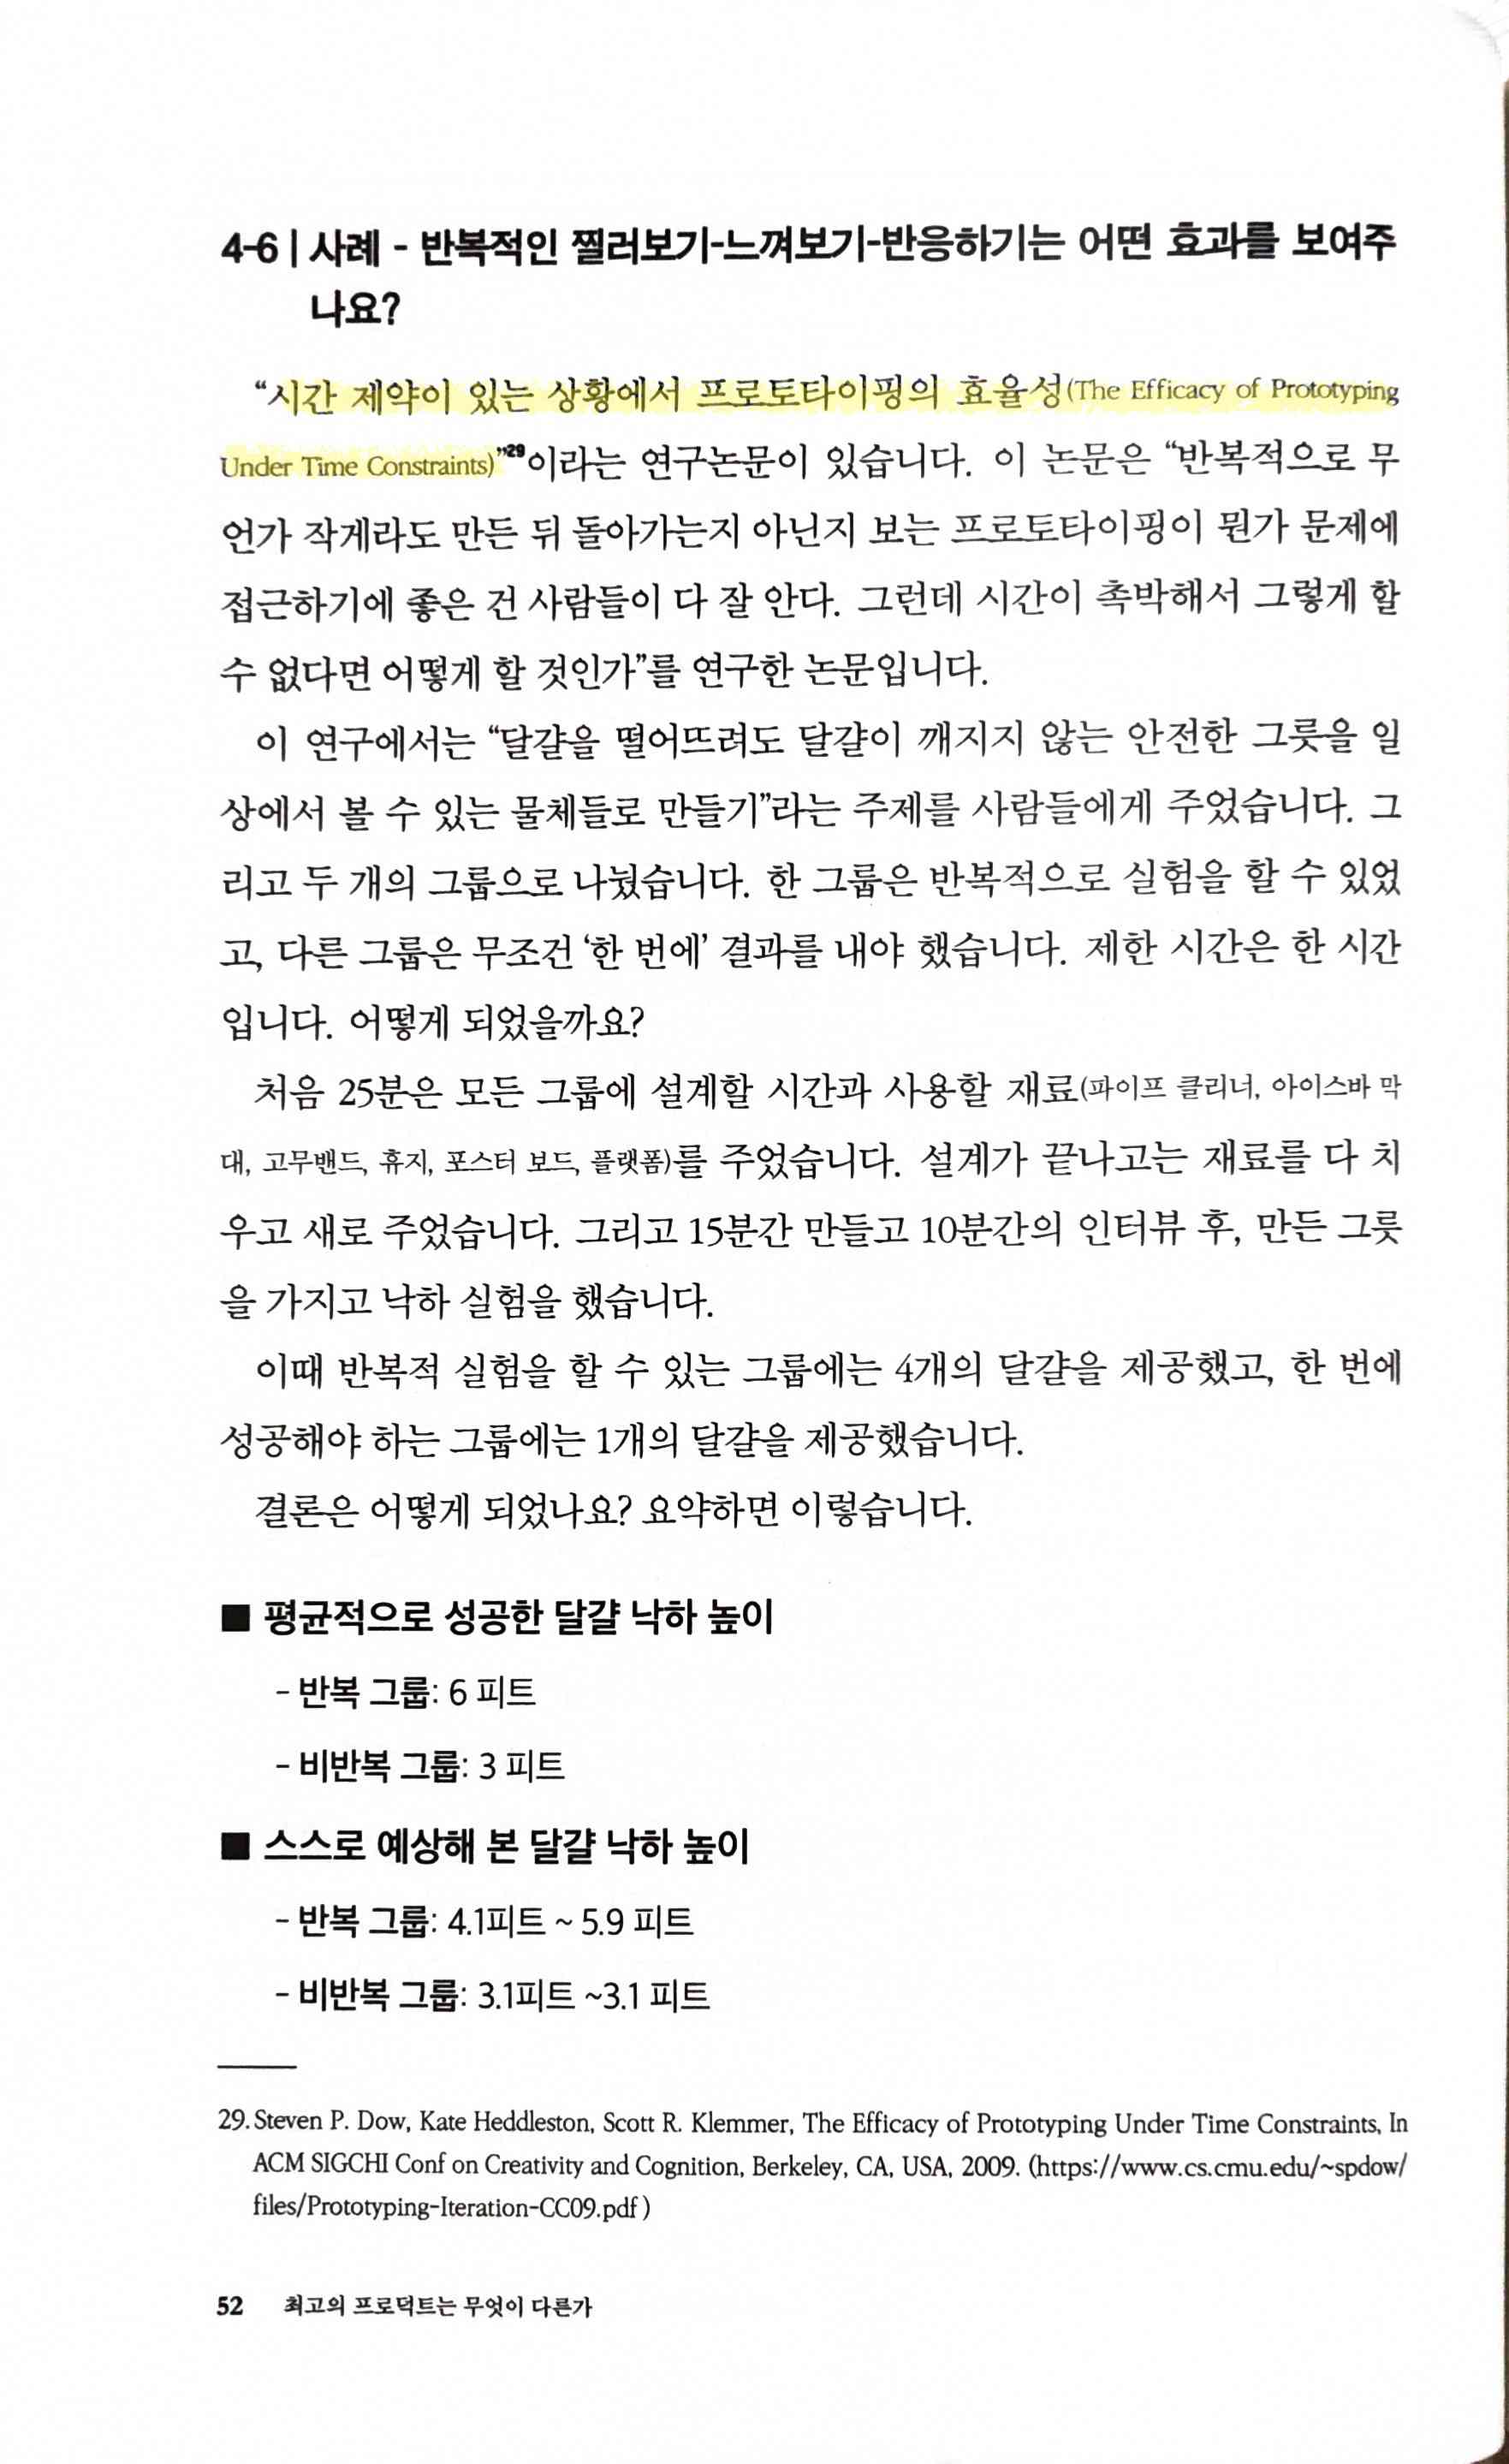 4-6 | 사례 - 반복적인 찔러보기-느껴보기-반응하기는 어떤 효과를 보여주
나요?
“시간 제약이 있는 상황에서 프로토타이핑의 효율성(The Efficacy of Prototyping
Under Time Constraints)”29이라는 연구논문이 있습니다. 이 논문은 “반복적으로 무
언가 작게라도 만든 뒤 돌아가는지 아닌지 보는 프로토타이핑이 뭔가 문제에
접근하기에 좋은 건 사람들이 다 잘 안다. 그런데 시간이 촉박해서 그렇게 할
수 없다면 어떻게 할 것인가”를 연구한 논문입니다.
이 연구에서는 “달걀을 떨어뜨려도 달걀이 깨지지 않는 안전한 그릇을 일
상에서 볼 수 있는 물체들로 만들기”라는 주제를 사람들에게 주었습니다. 그
리고 두 개의 그룹으로 나눴습니다. 한 그룹은 반복적으로 실험을 할 수 있었
고, 다른 그룹은 무조건 ‘한 번에’ 결과를 내야 했습니다. 제한 시간은 한 시간
입니다. 어떻게 되었을까요?
처음 25분은 모든 그룹에 설계할 시간과 사용할 재료(파이프 클리너, 아이스바 막
대, 고무밴드, 휴지, 포스터 보드, 플랫폼)를 주었습니다. 설계가 끝나고는 재료를 다 치
우고 새로 주었습니다. 그리고 15분간 만들고 10분간의 인터뷰 후, 만든 그릇
을 가지고 낙하 실험을 했습니다.
이때 반복적 실험을 할 수 있는 그룹에는 4개의 달걀을 제공했고, 한 번에
성공해야 하는 그룹에는 1개의 달걀을 제공했습니다.
결론은 어떻게 되었나요? 요약하면 이렇습니다.
■ 평균적으로 성공한 달걀 낙하 높이
- 반복 그룹: 6 피트
- 비반복 그룹: 3 피트
■ 스스로 예상해 본 달걀 낙하 높이
- 반복 그룹: 4.1피트 ~ 5.9 피트
- 비반복 그룹: 3.1피트 ~3.1 피트
29. Steven P. Dow, Kate Heddleston, Scott R. Klemmer, The Efficacy of Prototyping Under Time Constraints, In
ACM SIGCHI Conf on Creativity and Cognition, Berkeley, CA, USA, 2009. (https://www.cs.cmu.edu/~spdow/
files/Prototyping-Iteration-CC09.pdf )
52 최고의 프로덕트는 무엇이 다른가